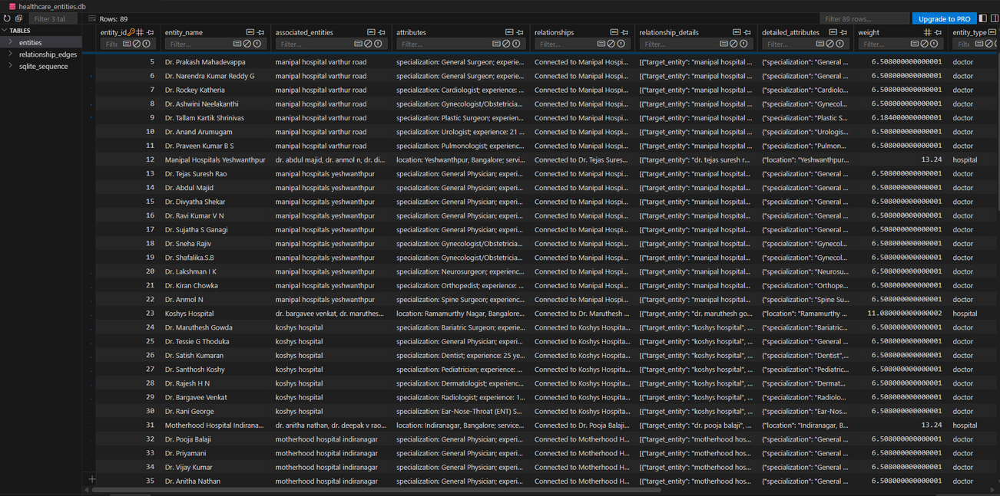 healthcare_entities.db
Filter 3 tal Rows: 89 Filter 89 rows... Upgrade to PRO
TABLES
entities
relationship_edges
sqlite_sequence
entity_id entity_name associated_entities attributes relationships relationship_details detailed_attributes weight entity_type
Filte Filter... Filter... Filter... Filter... Filter... Filter... Filter... Filte
5 Dr. Prakash Mahadevappa manipal hospital varthur road specialization: General Surgeon; experie... Connected to Manipal Hospi... [{"target_entity": "manipal hospital ... {"specialization": "General ... 6.508000000000001 doctor
6 Dr. Narendra Kumar Reddy G manipal hospital varthur road specialization: General Surgeon; experie... Connected to Manipal Hospi... [{"target_entity": "manipal hospital ... {"specialization": "General ... 6.508000000000001 doctor
7 Dr. Rockey Katheria manipal hospital varthur road specialization: Cardiologist; experience: ... Connected to Manipal Hospi... [{"target_entity": "manipal hospital ... {"specialization": "Cardiolo... 6.508000000000001 doctor
8 Dr. Ashwini Neelakanthi manipal hospital varthur road specialization: Gynecologist/Obstetricia... Connected to Manipal Hospi... [{"target_entity": "manipal hospital ... {"specialization": "Gynecol... 6.508000000000001 doctor
9 Dr. Tallam Kartik Shrinivas manipal hospital varthur road specialization: Plastic Surgeon; experien... Connected to Manipal Hospi... [{"target_entity": "manipal hospital ... {"specialization": "Plastic S... 6.184000000000001 doctor
10 Dr. Anand Arumugam manipal hospital varthur road specialization: Urologist; experience: 21 ... Connected to Manipal Hospi... [{"target_entity": "manipal hospital ... {"specialization": "Urologis... 6.508000000000001 doctor
11 Dr. Praveen Kumar B S manipal hospital varthur road specialization: Pulmonologist; experienc... Connected to Manipal Hospi... [{"target_entity": "manipal hospital ... {"specialization": "Pulmon... 6.508000000000001 doctor
12 Manipal Hospitals Yeshwanthpur dr. abdul majid, dr. anmol n, dr. di... location: Yeshwanthpur, Bangalore; servi... Connected to Dr. Tejas Sures... [{"target_entity": "dr. tejas suresh r... {"location": "Yeshwanthpur... 13.24 hospital
13 Dr. Tejas Suresh Rao manipal hospitals yeshwanthpur specialization: General Physician; experi... Connected to Manipal Hospi... [{"target_entity": "manipal hospital ... {"specialization": "General ... 6.508000000000001 doctor
14 Dr. Abdul Majid manipal hospitals yeshwanthpur specialization: General Physician; experi... Connected to Manipal Hospi... [{"target_entity": "manipal hospital ... {"specialization": "General ... 6.508000000000001 doctor
15 Dr. Divyatha Shekar manipal hospitals yeshwanthpur specialization: General Physician; experi... Connected to Manipal Hospi... [{"target_entity": "manipal hospital ... {"specialization": "General ... 6.508000000000001 doctor
16 Dr. Ravi Kumar V N manipal hospitals yeshwanthpur specialization: General Physician; experi... Connected to Manipal Hospi... [{"target_entity": "manipal hospital ... {"specialization": "General ... 6.508000000000001 doctor
17 Dr. Sujatha S Ganagi manipal hospitals yeshwanthpur specialization: General Physician; experi... Connected to Manipal Hospi... [{"target_entity": "manipal hospital ... {"specialization": "General ... 6.508000000000001 doctor
18 Dr. Sneha Rajiv manipal hospitals yeshwanthpur specialization: Gynecologist/Obstetricia... Connected to Manipal Hospi... [{"target_entity": "manipal hospital ... {"specialization": "Gynecol... 6.508000000000001 doctor
19 Dr. Shafalika.S.B manipal hospitals yeshwanthpur specialization: Gynecologist/Obstetricia... Connected to Manipal Hospi... [{"target_entity": "manipal hospital ... {"specialization": "Gynecol... 6.508000000000001 doctor
20 Dr. Lakshman I K manipal hospitals yeshwanthpur specialization: Neurosurgeon; experienc... Connected to Manipal Hospi... [{"target_entity": "manipal hospital ... {"specialization": "Neurosu... 6.508000000000001 doctor
21 Dr. Kiran Chowka manipal hospitals yeshwanthpur specialization: Orthopedist; experience: ... Connected to Manipal Hospi... [{"target_entity": "manipal hospital ... {"specialization": "Orthope... 6.508000000000001 doctor
22 Dr. Anmol N manipal hospitals yeshwanthpur specialization: Spine Surgeon; experienc... Connected to Manipal Hospi... [{"target_entity": "manipal hospital ... {"specialization": "Spine Su... 6.508000000000001 doctor
23 Koshys Hospital dr. bargavee venkat, dr. maruthes... location: Ramamurthy Nagar, Bangalore... Connected to Dr. Maruthesh ... [{"target_entity": "dr. maruthesh go... {"location": "Ramamurthy ... 11.080000000000002 hospital
24 Dr. Maruthesh Gowda koshys hospital specialization: Bariatric Surgeon; experie... Connected to Koshys Hospita... [{"target_entity": "koshys hospital", ... {"specialization": "Bariatric... 6.508000000000001 doctor
25 Dr. Tessie G Thoduka koshys hospital specialization: General Physician; experi... Connected to Koshys Hospita... [{"target_entity": "koshys hospital", ... {"specialization": "General ... 6.508000000000001 doctor
26 Dr. Satish Kumaran koshys hospital specialization: Dentist; experience: 25 ye... Connected to Koshys Hospita... [{"target_entity": "koshys hospital", ... {"specialization": "Dentist",... 6.508000000000001 doctor
27 Dr. Santhosh Koshy koshys hospital specialization: Pediatrician; experience: ... Connected to Koshys Hospita... [{"target_entity": "koshys hospital", ... {"specialization": "Pediatric... 6.508000000000001 doctor
28 Dr. Rajesh H N koshys hospital specialization: Dermatologist; experienc... Connected to Koshys Hospita... [{"target_entity": "koshys hospital", ... {"specialization": "Dermat... 6.508000000000001 doctor
29 Dr. Bargavee Venkat koshys hospital specialization: Radiologist; experience: 1... Connected to Koshys Hospita... [{"target_entity": "koshys hospital", ... {"specialization": "Radiolo... 6.508000000000001 doctor
30 Dr. Rani George koshys hospital specialization: Ear-Nose-Throat (ENT) S... Connected to Koshys Hospita... [{"target_entity": "koshys hospital", ... {"specialization": "Ear-Nos... 6.508000000000001 doctor
31 Motherhood Hospital Indirana... dr. anitha nathan, dr. deepak v rao... location: Indiranagar, Bangalore; service... Connected to Dr. Pooja Balaji... [{"target_entity": "dr. pooja balaji", ... {"location": "Indiranagar, B... 13.24 hospital
32 Dr. Pooja Balaji motherhood hospital indiranagar specialization: General Physician; experi... Connected to Motherhood H... [{"target_entity": "motherhood hos... {"specialization": "General ... 6.508000000000001 doctor
33 Dr. Priyamani motherhood hospital indiranagar specialization: General Physician; experi... Connected to Motherhood H... [{"target_entity": "motherhood hos... {"specialization": "General ... 6.508000000000001 doctor
34 Dr. Vijay Kumar motherhood hospital indiranagar specialization: General Physician; experi... Connected to Motherhood H... [{"target_entity": "motherhood hos... {"specialization": "General ... 6.508000000000001 doctor
35 Dr. Anitha Nathan motherhood hospital indiranagar specialization: General Physician; experi... Connected to Motherhood H... [{"target_entity": "motherhood hos... {"specialization": "General ... 6.508000000000001 doctor